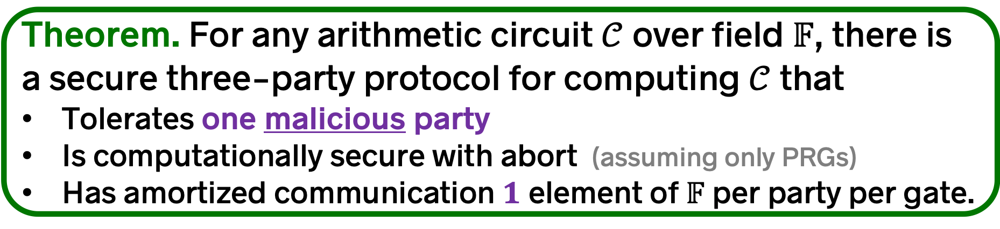 Theorem. For any arithmetic circuit 𝒞 over field 𝔽, there is
a secure three-party protocol for computing 𝒞 that
• Tolerates one malicious party
• Is computationally secure with abort (assuming only PRGs)
• Has amortized communication 1 element of 𝔽 per party per gate.